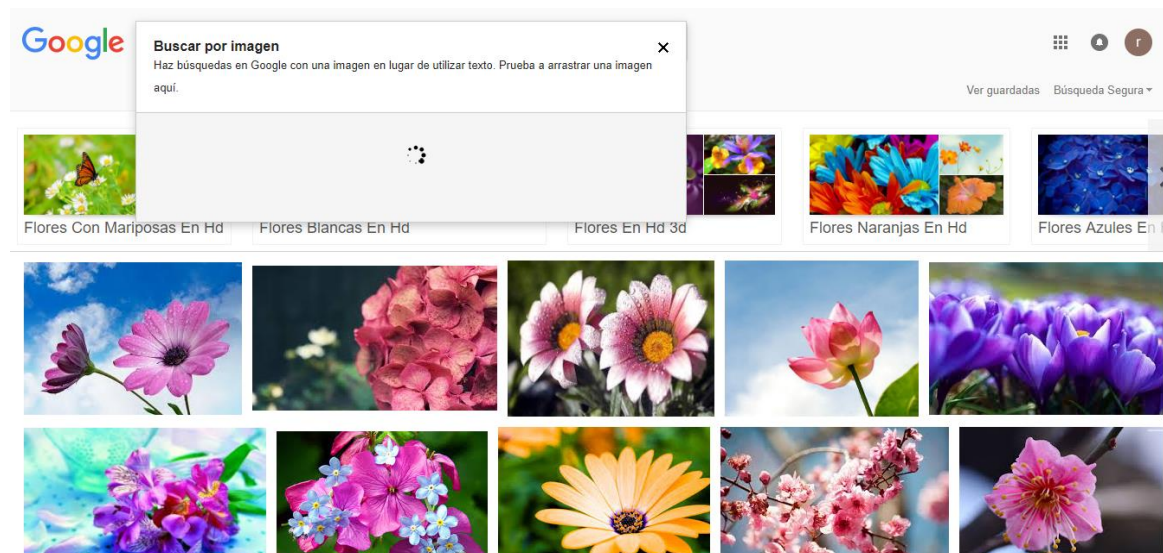 Google
Buscar por imagen
Haz búsquedas en Google con una imagen en lugar de utilizar texto. Prueba a arrastrar una imagen
aquí.
r
Ver guardadas Búsqueda Segura
Flores Con Mariposas En Hd
Flores Blancas En Hd
Flores En Hd 3d
Flores Naranjas En Hd
Flores Azules En